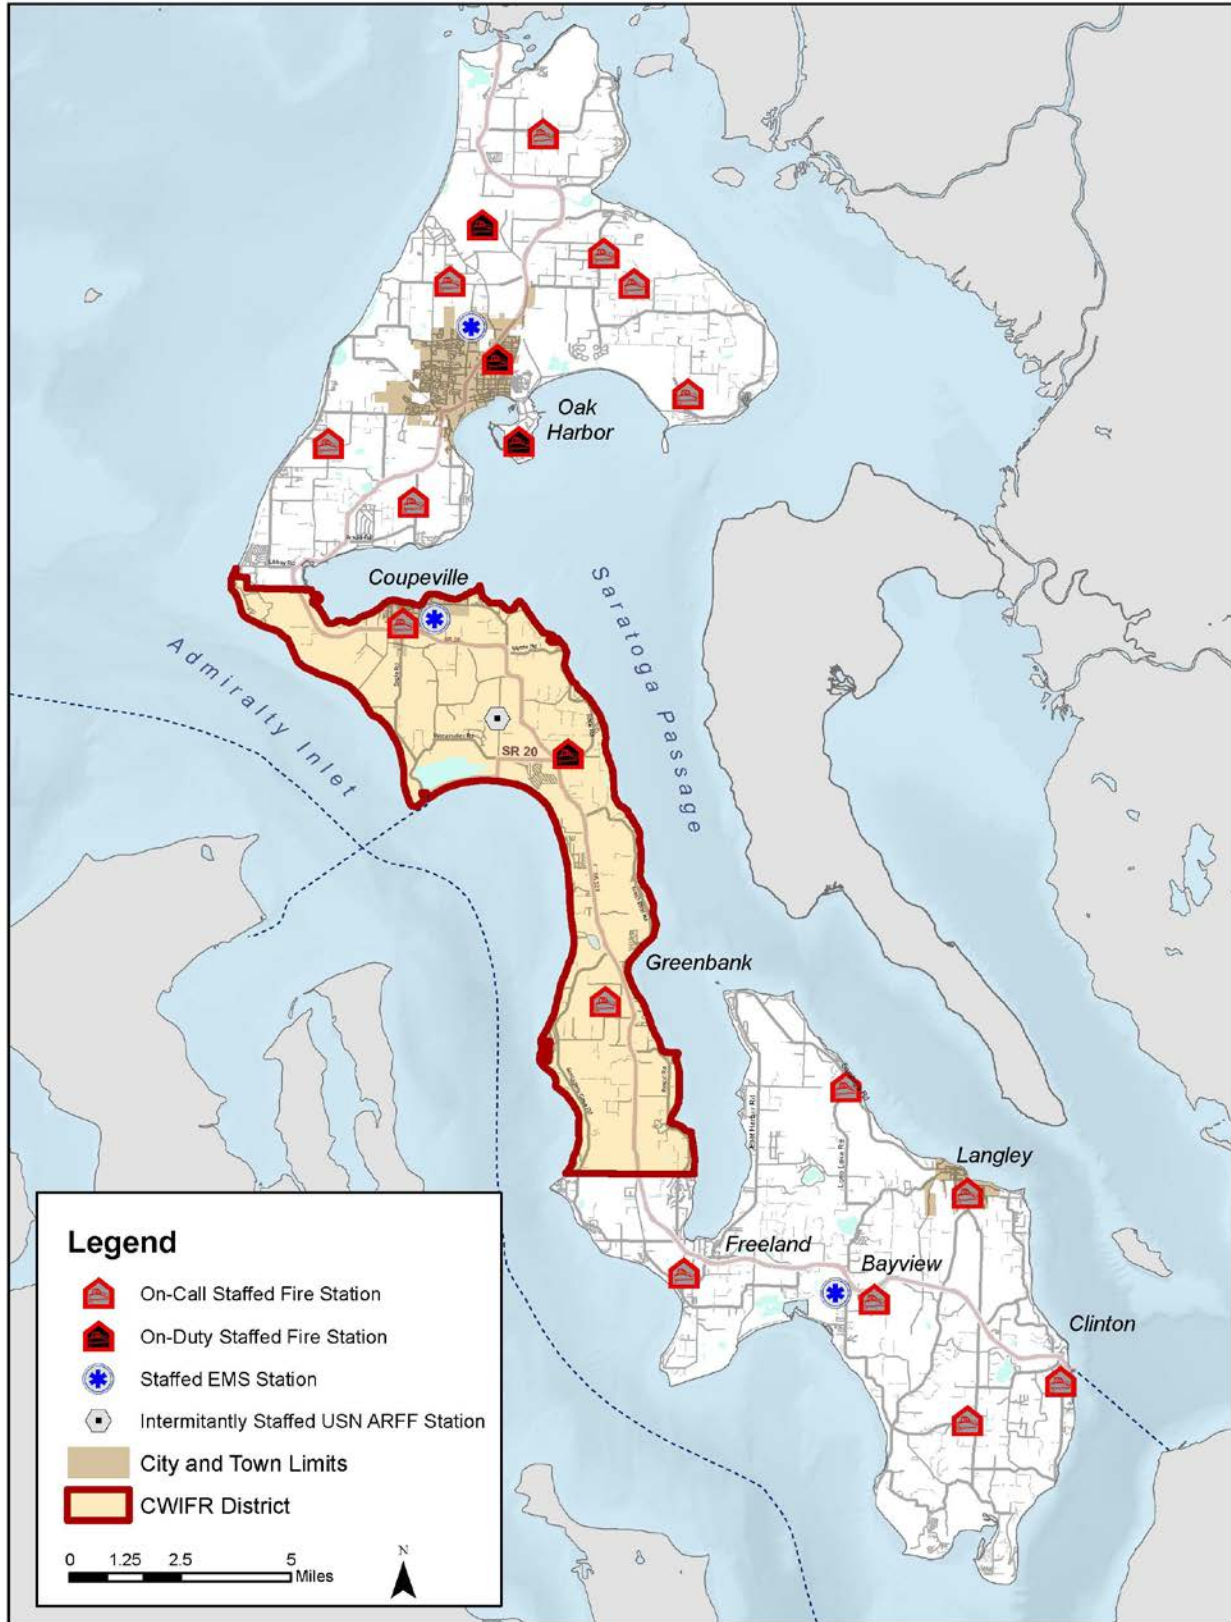 Oak
Harbor
Coupeville
Saratoga Passage
Admiralty Inlet
SR 20
Greenbank
Langley
Freeland
Bayview
Clinton
Legend
On-Call Staffed Fire Station
On-Duty Staffed Fire Station
Staffed EMS Station
Intermitantly Staffed USN ARFF Station
City and Town Limits
CWIFR District
0 1.25 2.5 5
Miles
N